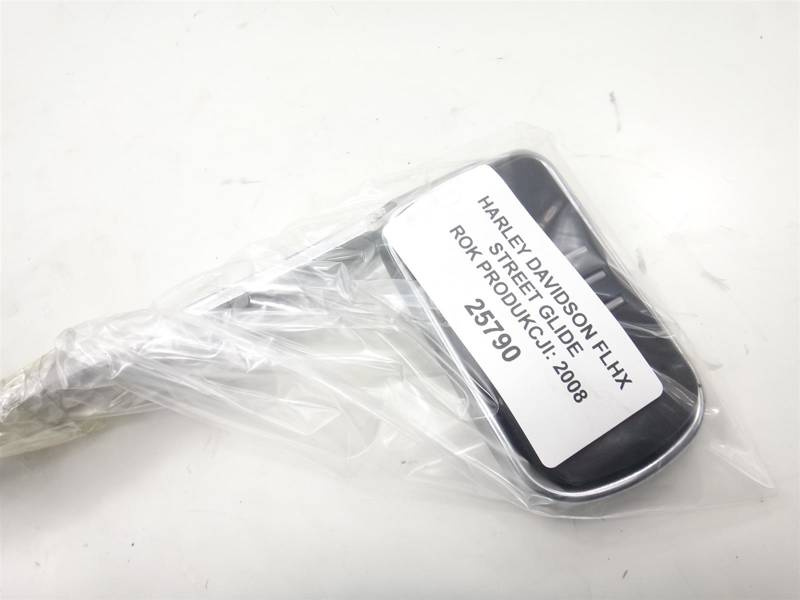 HARLEY DAVIDSON FLHX
STREET GLIDE
ROK PRODUKCJI: 2008
25790